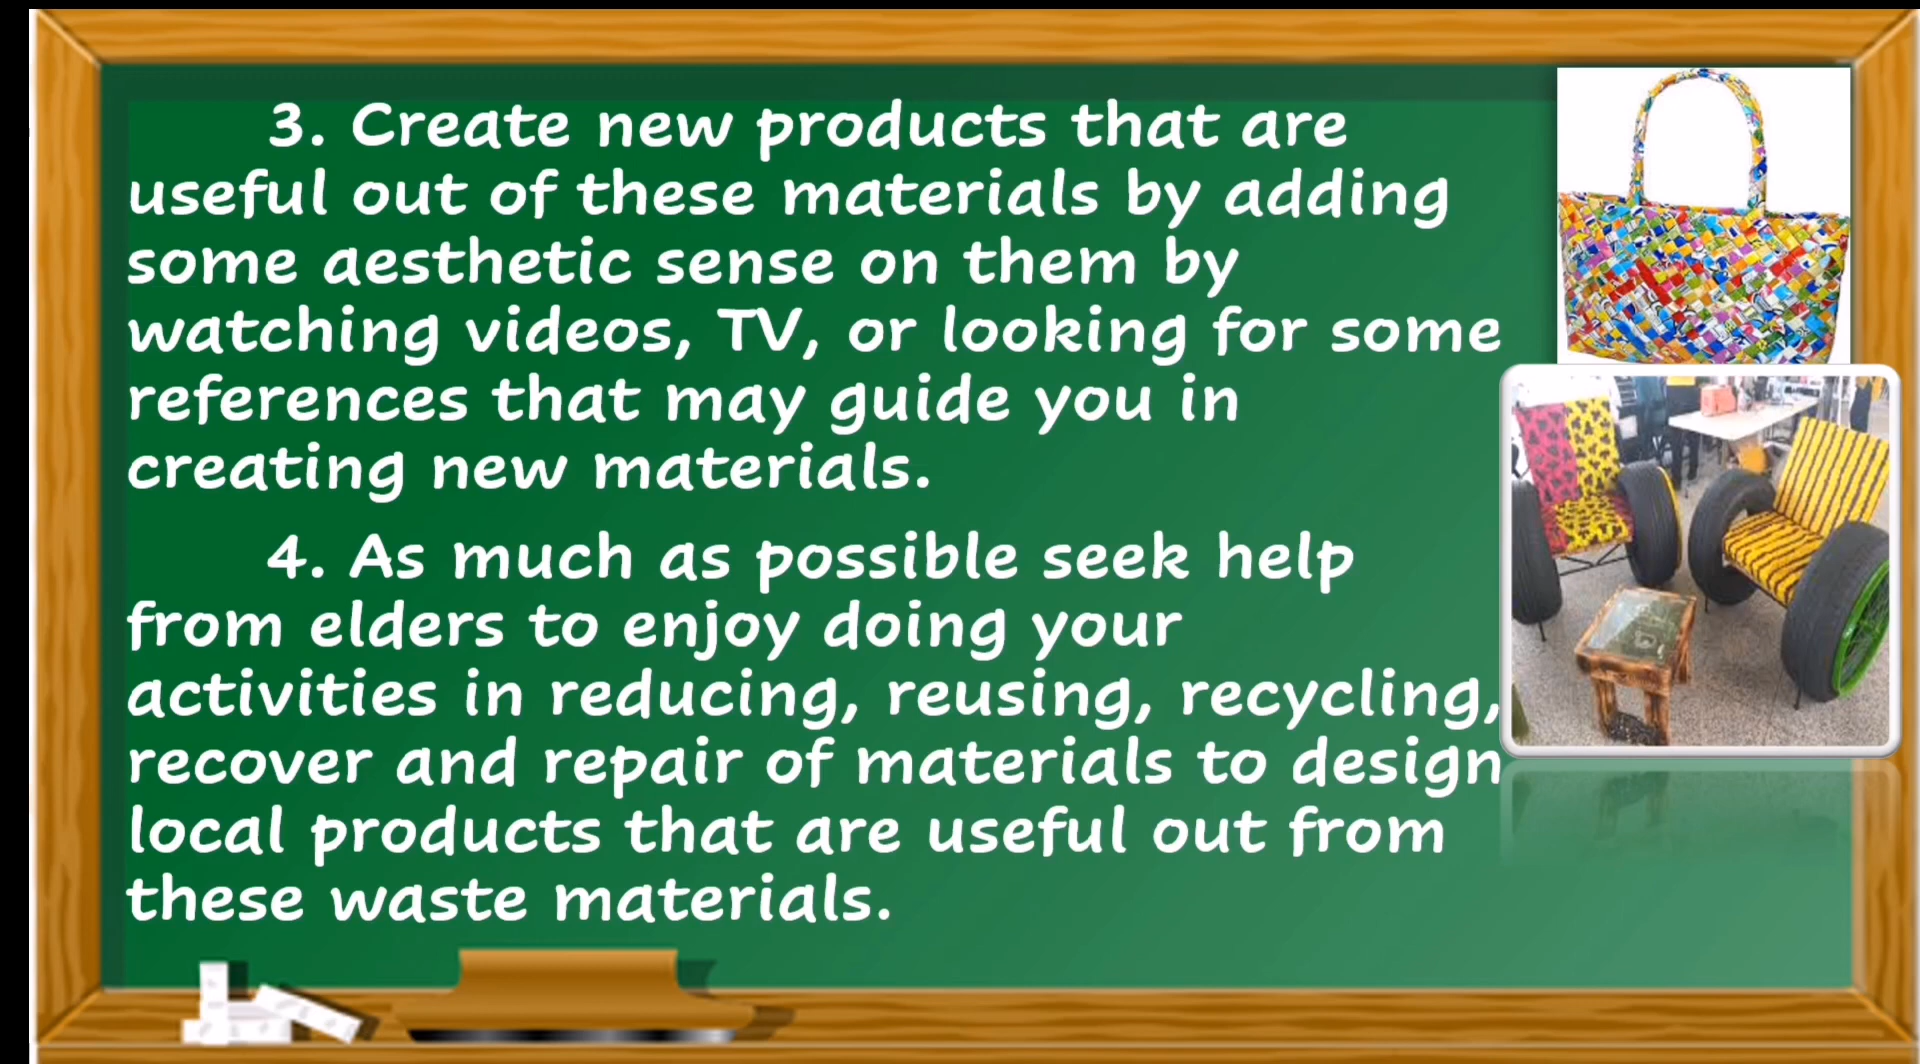 3. Create new products that are
useful out of these materials by adding
some aesthetic sense on them by
watching videos, TV, or looking for some
references that may guide you in
creating new materials.
4. As much as possible seek help
from elders to enjoy doing your
activities in reducing, reusing, recycling,
recover and repair of materials to design
local products that are useful out from
these waste materials.